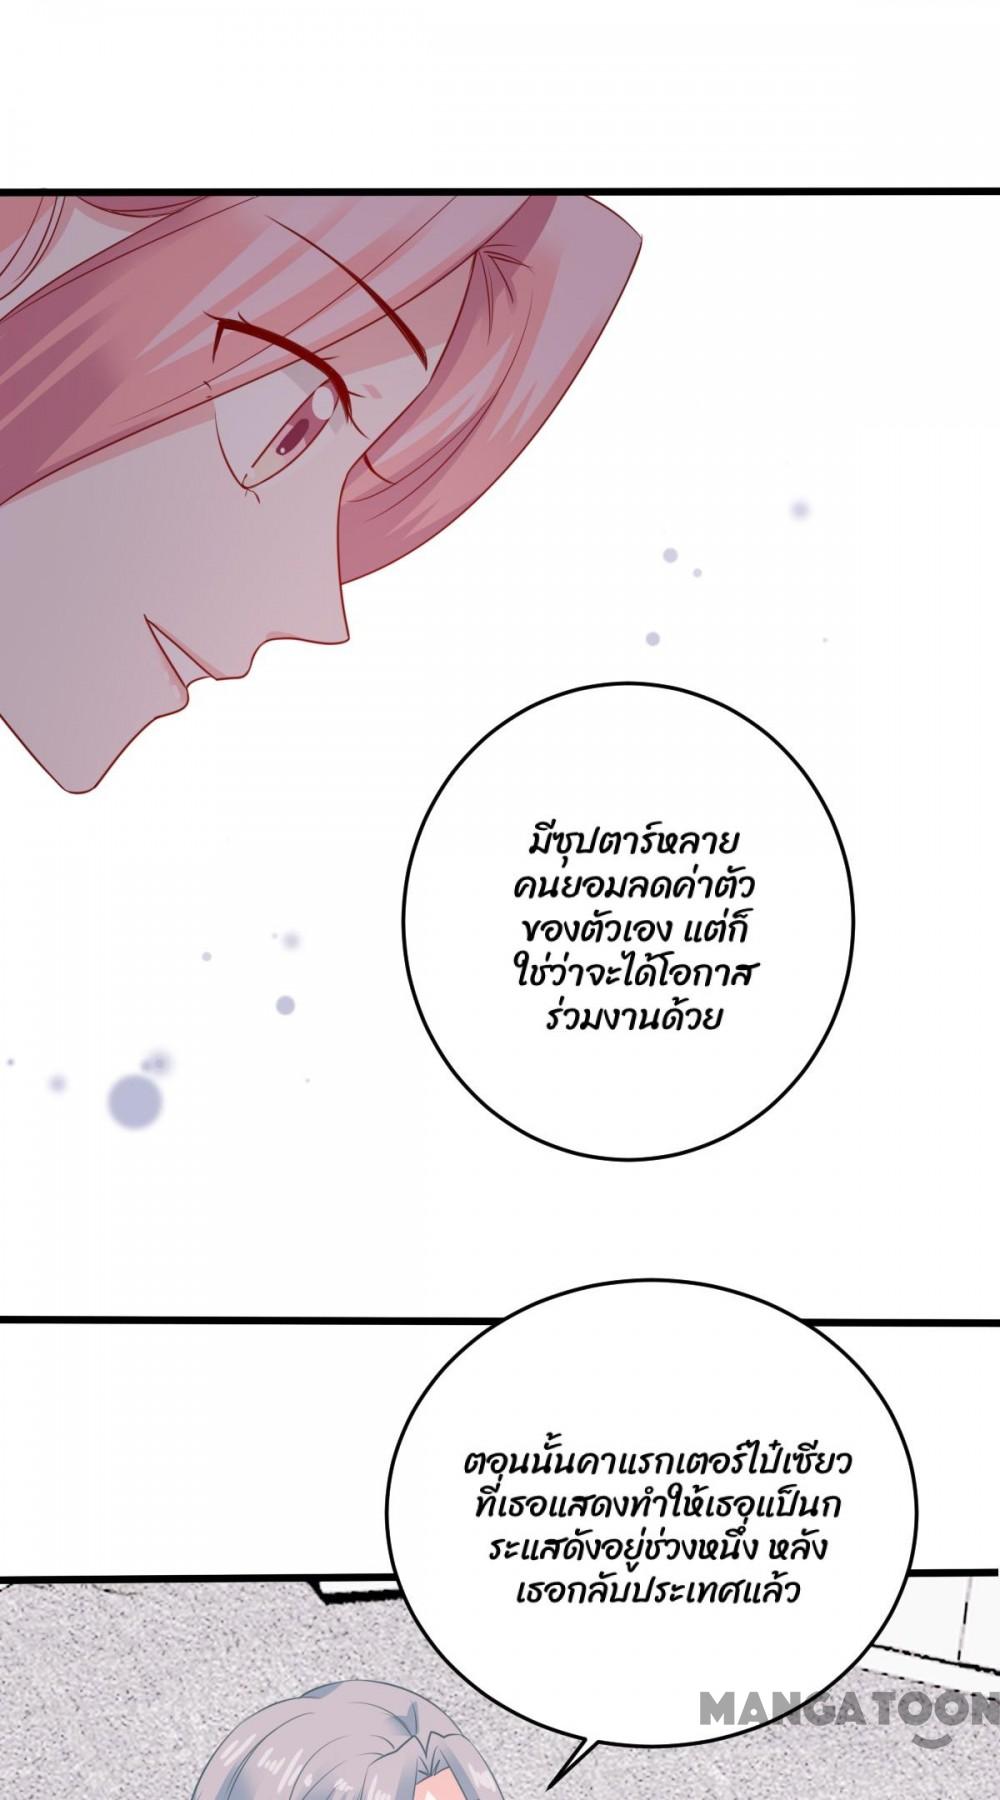 มีซุปตาร์หลาย
คนยอมลดค่าตัว
ของตัวเอง แต่ก็
ใช่ว่าจะได้โอกาส
ร่วมงานด้วย
ตอนนั้นคาแรกเตอร์ไป๋เซียว
ที่เธอแสดงทำให้เธอแป็นก
ระแสดังอยู่ช่วงหนึ่ง หลัง
เธอกลับประเทศแล้ว
MANGATOON